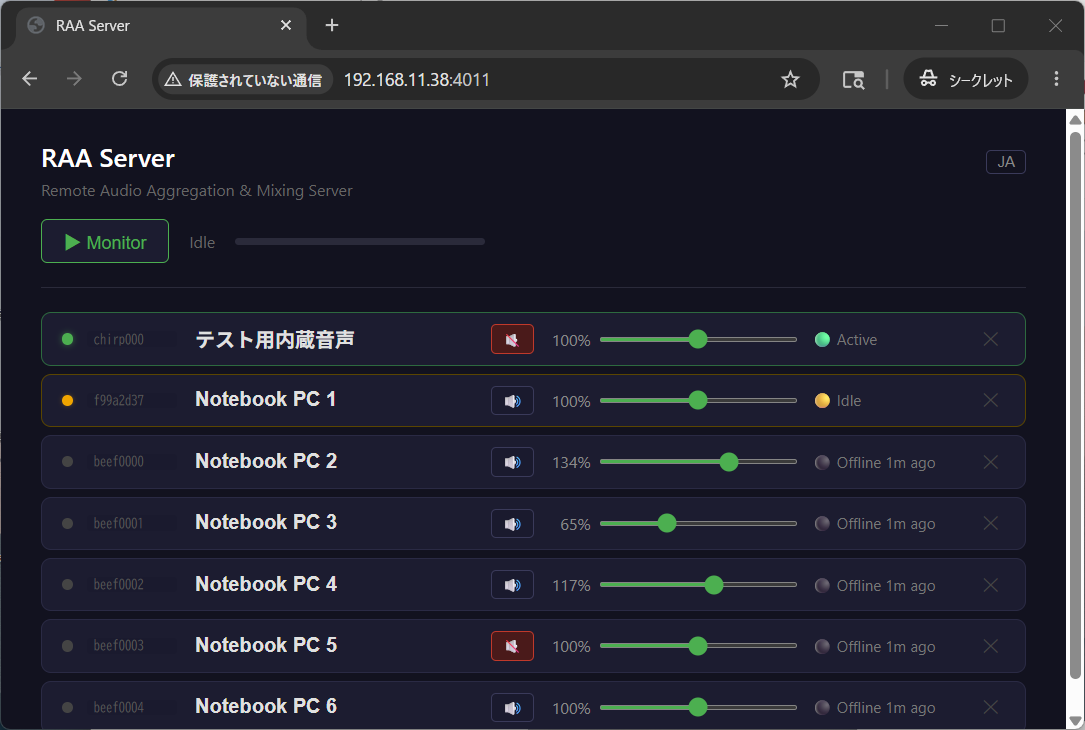 RAA Server
保護されていない通信 192.168.11.38:4011 シークレット
RAA Server
JA
Remote Audio Aggregation & Mixing Server
Monitor Idle
chirp000 テスト用内蔵音声 100% Active
f99a2d37 Notebook PC 1 100% Idle
beef0000 Notebook PC 2 134% Offline 1m ago
beef0001 Notebook PC 3 65% Offline 1m ago
beef0002 Notebook PC 4 117% Offline 1m ago
beef0003 Notebook PC 5 100% Offline 1m ago
beef0004 Notebook PC 6 100% Offline 1m ago